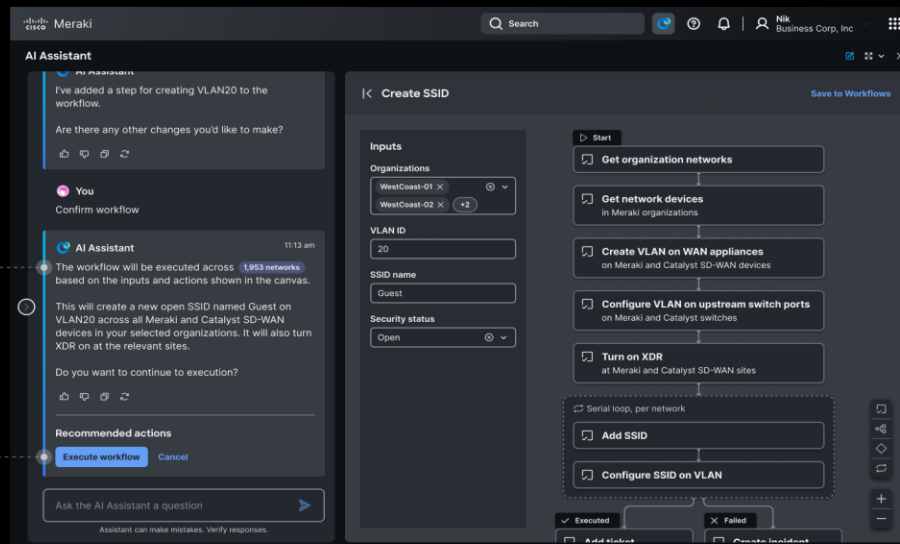 CISCO Meraki
Search
Nik
Business Corp, Inc
AI Assistant
AI Assistant
I've added a step for creating VLAN20 to the
workflow.
Are there any other changes you'd like to make?
You
Confirm workflow
AI Assistant
11:13 am
The workflow will be executed across 1,953 networks
based on the inputs and actions shown in the canvas.
This will create a new open SSID named Guest on
VLAN20 across all Meraki and Catalyst SD-WAN
devices in your selected organizations. It will also turn
XDR on at the relevant sites.
Do you want to continue to execution?
Recommended actions
Execute workflow Cancel
Ask the AI Assistant a question
Assistant can make mistakes. Verify responses.
Create SSID
Save to Workflows
Inputs
Organizations
WestCoast-01
WestCoast-02 +2
VLAN ID
20
SSID name
Guest
Security status
Open
Start
Get organization networks
Get network devices
in Meraki organizations
Create VLAN on WAN appliances
on Meraki and Catalyst SD-WAN devices
Configure VLAN on upstream switch ports
on Meraki and Catalyst switches
Turn on XDR
at Meraki and Catalyst SD-WAN sites
Serial loop, per network
Add SSID
Configure SSID on VLAN
Executed
Failed
Add ticket
Create incident